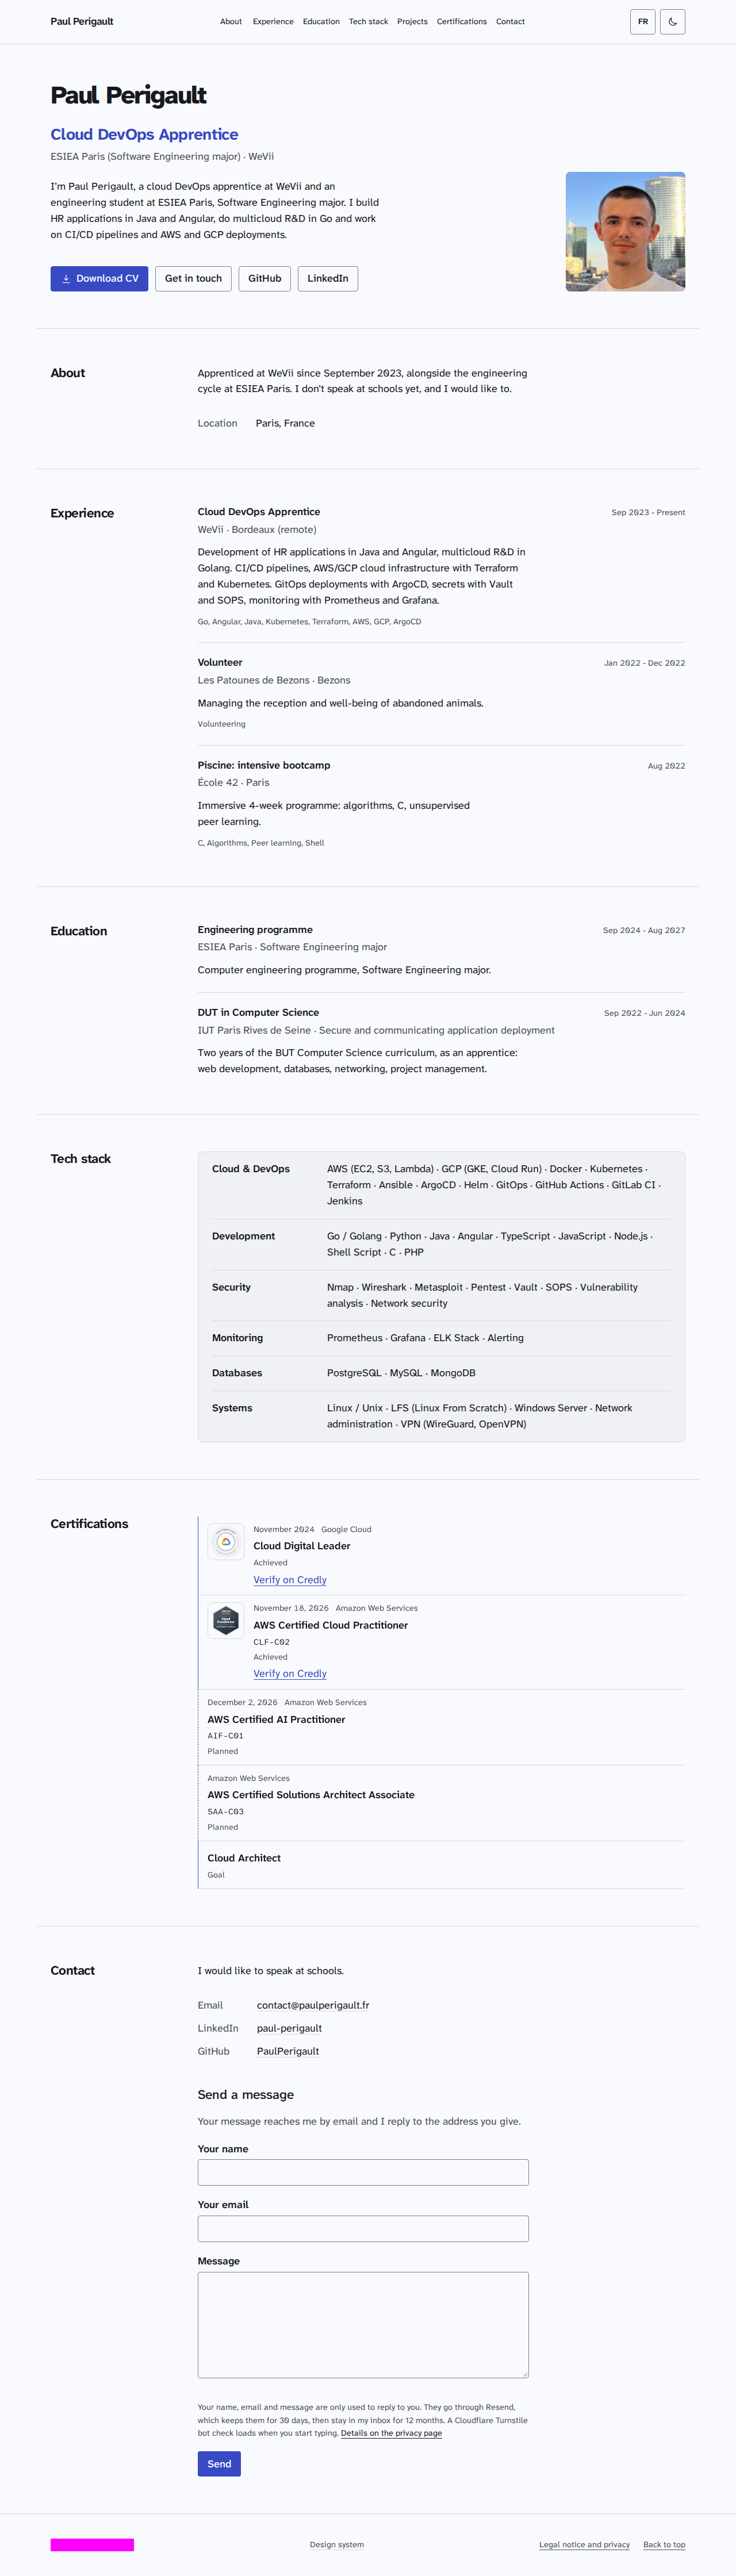 Paul Perigault
About Experience Education Tech stack Projects Certifications Contact
FR
Paul Perigault
Cloud DevOps Apprentice
ESIEA Paris (Software Engineering major) · WeVii
I'm Paul Perigault, a cloud DevOps apprentice at WeVii and an
engineering student at ESIEA Paris, Software Engineering major. I build
HR applications in Java and Angular, do multicloud R&D in Go and work
on CI/CD pipelines and AWS and GCP deployments.
Download CV
Get in touch
GitHub
LinkedIn
About
Apprenticed at WeVii since September 2023, alongside the engineering
cycle at ESIEA Paris. I don't speak at schools yet, and I would like to.
Location Paris, France
Experience
Cloud DevOps Apprentice
Sep 2023 - Present
WeVii · Bordeaux (remote)
Development of HR applications in Java and Angular, multicloud R&D in
Golang. CI/CD pipelines, AWS/GCP cloud infrastructure with Terraform
and Kubernetes. GitOps deployments with ArgoCD, secrets with Vault
and SOPS, monitoring with Prometheus and Grafana.
Go, Angular, Java, Kubernetes, Terraform, AWS, GCP, ArgoCD
Volunteer
Jan 2022 - Dec 2022
Les Patounes de Bezons · Bezons
Managing the reception and well-being of abandoned animals.
Volunteering
Piscine: intensive bootcamp
Aug 2022
École 42 · Paris
Immersive 4-week programme: algorithms, C, unsupervised
peer learning.
C, Algorithms, Peer learning, Shell
Education
Engineering programme
Sep 2024 - Aug 2027
ESIEA Paris · Software Engineering major
Computer engineering programme, Software Engineering major.
DUT in Computer Science
Sep 2022 - Jun 2024
IUT Paris Rives de Seine · Secure and communicating application deployment
Two years of the BUT Computer Science curriculum, as an apprentice:
web development, databases, networking, project management.
Tech stack
Cloud & DevOps
AWS (EC2, S3, Lambda) · GCP (GKE, Cloud Run) · Docker · Kubernetes ·
Terraform · Ansible · ArgoCD · Helm · GitOps · GitHub Actions · GitLab CI ·
Jenkins
Development
Go / Golang · Python · Java · Angular · TypeScript · JavaScript · Node.js ·
Shell Script · C · PHP
Security
Nmap · Wireshark · Metasploit · Pentest · Vault · SOPS · Vulnerability
analysis · Network security
Monitoring
Prometheus · Grafana · ELK Stack · Alerting
Databases
PostgreSQL · MySQL · MongoDB
Systems
Linux / Unix · LFS (Linux From Scratch) · Windows Server · Network
administration · VPN (WireGuard, OpenVPN)
Certifications
November 2024 Google Cloud
Cloud Digital Leader
Achieved
Verify on Credly
November 18, 2026 Amazon Web Services
AWS Certified Cloud Practitioner
CLF-C02
Achieved
Verify on Credly
December 2, 2026 Amazon Web Services
AWS Certified AI Practitioner
AIF-C01
Planned
Amazon Web Services
AWS Certified Solutions Architect Associate
SAA-C03
Planned
Cloud Architect
Goal
Contact
I would like to speak at schools.
Email contact@paulperigault.fr
LinkedIn paul-perigault
GitHub PaulPerigault
Send a message
Your message reaches me by email and I reply to the address you give.
Your name
Your email
Message
Your name, email and message are only used to reply to you. They go through Resend,
which keeps them for 30 days, then stay in my inbox for 12 months. A Cloudflare Turnstile
bot check loads when you start typing. Details on the privacy page
Send
Design system
Legal notice and privacy
Back to top